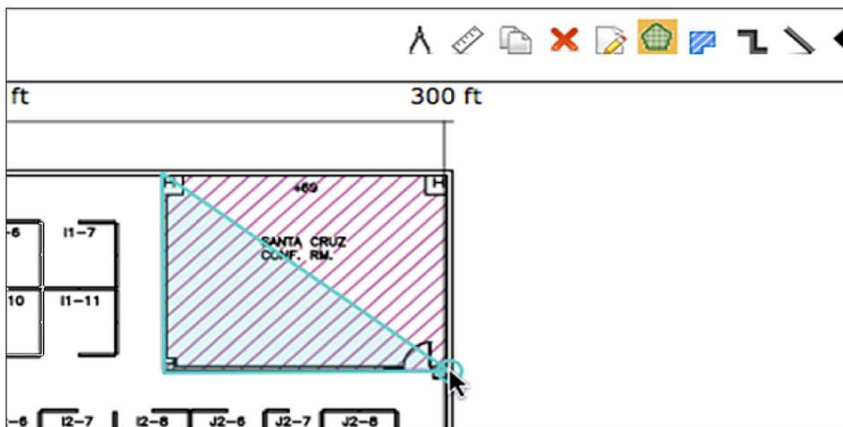 ft
300 ft
469
SANTA CRUZ
CONF. RM.
-6
I1-7
10
I1-11
-6
I2-7
I2-8
J2-6
J2-7
J2-8